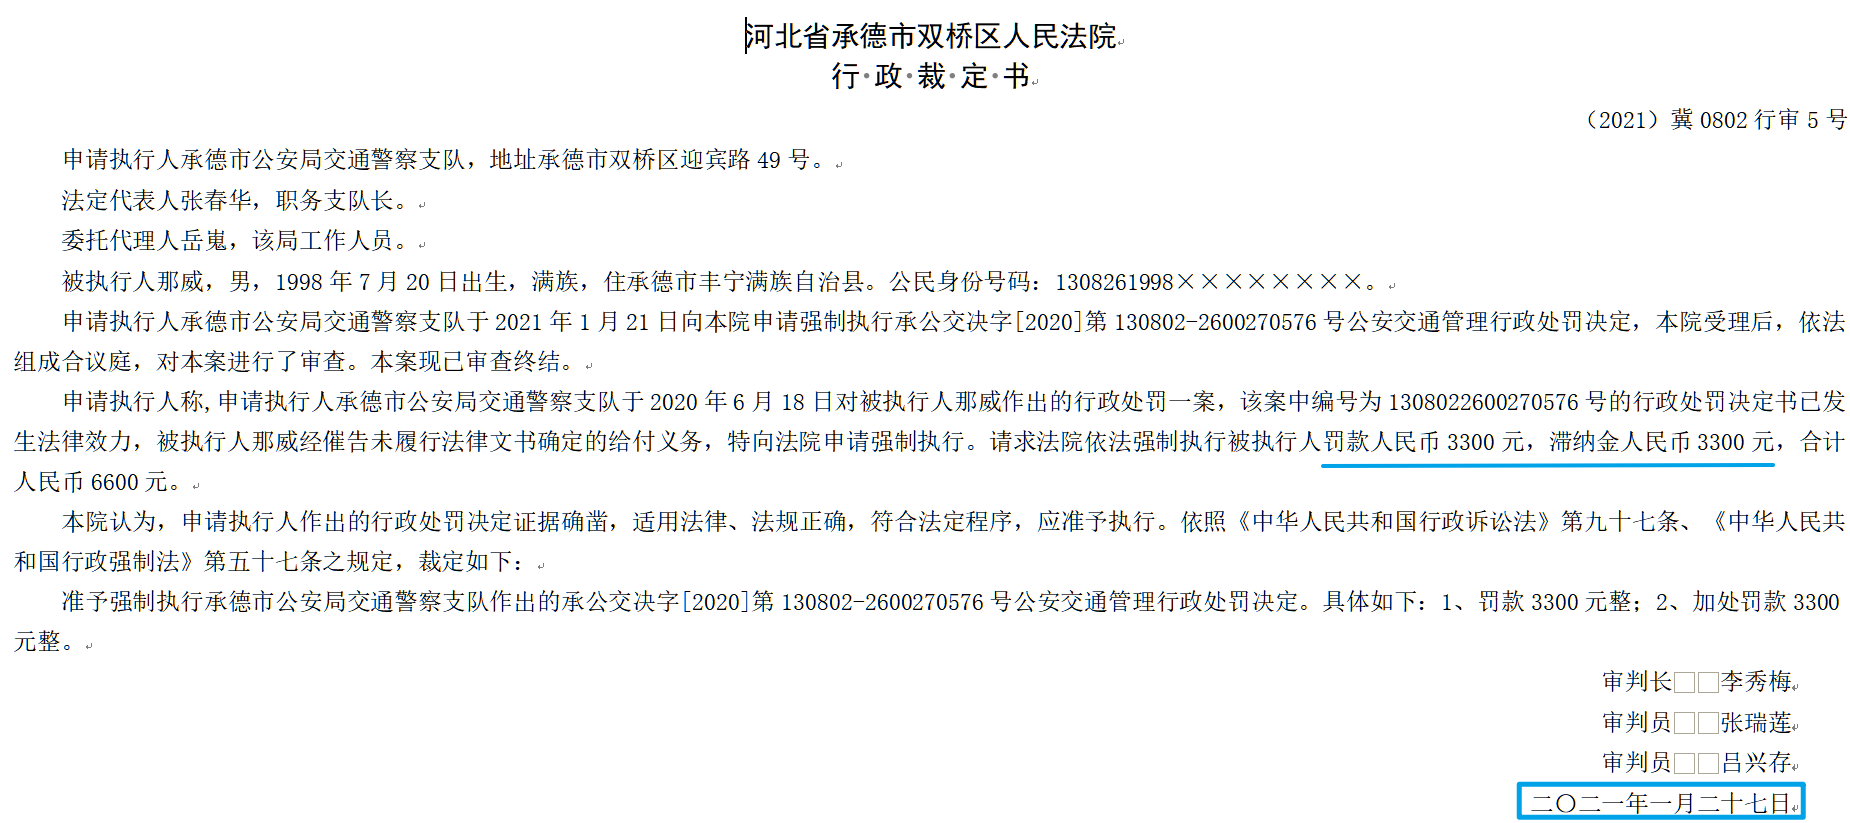 河北省承德市双桥区人民法院
行·政·裁·定·书
（2021）冀 0802 行审 5 号
申请执行人承德市公安局交通警察支队，地址承德市双桥区迎宾路 49 号。
法定代表人张春华，职务支队长。
委托代理人岳嵬，该局工作人员。
被执行人那威，男，1998 年 7 月 20 日出生，满族，住承德市丰宁满族自治县。公民身份号码：1308261998××××××××。
申请执行人承德市公安局交通警察支队于 2021 年 1 月 21 日向本院申请强制执行承公交决字[2020]第 130802-2600270576 号公安交通管理行政处罚决定，本院受理后，依法
组成合议庭，对本案进行了审查。本案现已审查终结。
申请执行人称,申请执行人承德市公安局交通警察支队于 2020 年 6 月 18 日对被执行人那威作出的行政处罚一案，该案中编号为 1308022600270576 号的行政处罚决定书已发
生法律效力，被执行人那威经催告未履行法律文书确定的给付义务，特向法院申请强制执行。请求法院依法强制执行被执行人罚款人民币 3300 元，滞纳金人民币 3300 元，合计
人民币 6600 元。
本院认为，申请执行人作出的行政处罚决定证据确凿，适用法律、法规正确，符合法定程序，应准予执行。依照《中华人民共和国行政诉讼法》第九十七条、《中华人民共
和国行政强制法》第五十七条之规定，裁定如下：
准予强制执行承德市公安局交通警察支队作出的承公交决字[2020]第 130802-2600270576 号公安交通管理行政处罚决定。具体如下：1、罚款 3300 元整；2、加处罚款 3300
元整。
审判长□□李秀梅
审判员□□张瑞莲
审判员□□吕兴存
二〇二一年一月二十七日